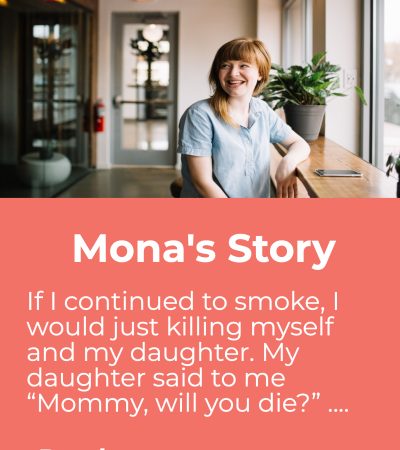 Mona's Story
If I continued to smoke, I
would just killing myself
and my daughter. My
daughter said to me
“Mommy, will you die?” ....